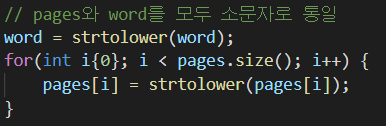 // pages와 word를 모두 소문자로 통일
word = strtolower(word);
for(int i{0}; i < pages.size(); i++) {
    pages[i] = strtolower(pages[i]);
}